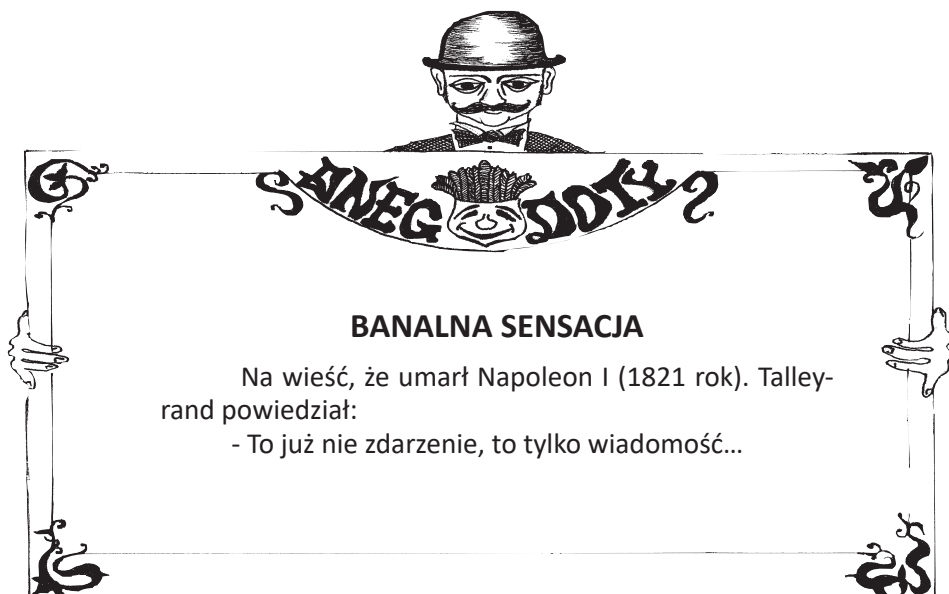 ANEGDOTY
BANALNA SENSACJA
Na wieść, że umarł Napoleon I (1821 rok). Talley-
rand powiedział:
- To już nie zdarzenie, to tylko wiadomość...